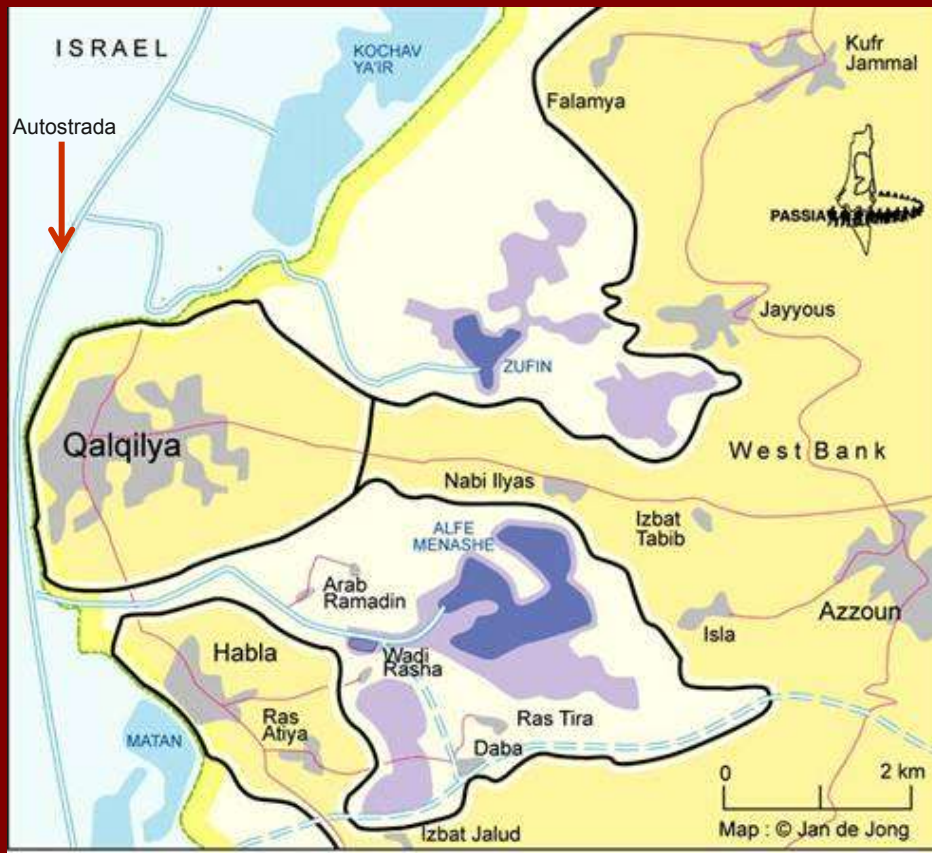 ISRAEL
KOCHAV
YA'IR
Kufr
Jammal
Falamya
Autostrada
PASSIA
Jayyous
ZUFIN
Qalqilya
West Bank
Nabi Ilyas
Izbat
Tabib
ALFE
MENASHE
Arab
Ramadin
Azzoun
Isla
Habla
Wadi
Rasha
Ras
Atiya
Ras Tira
MATAN
Daba
0 2 km
Izbat Jalud
Map : © Jan de Jong